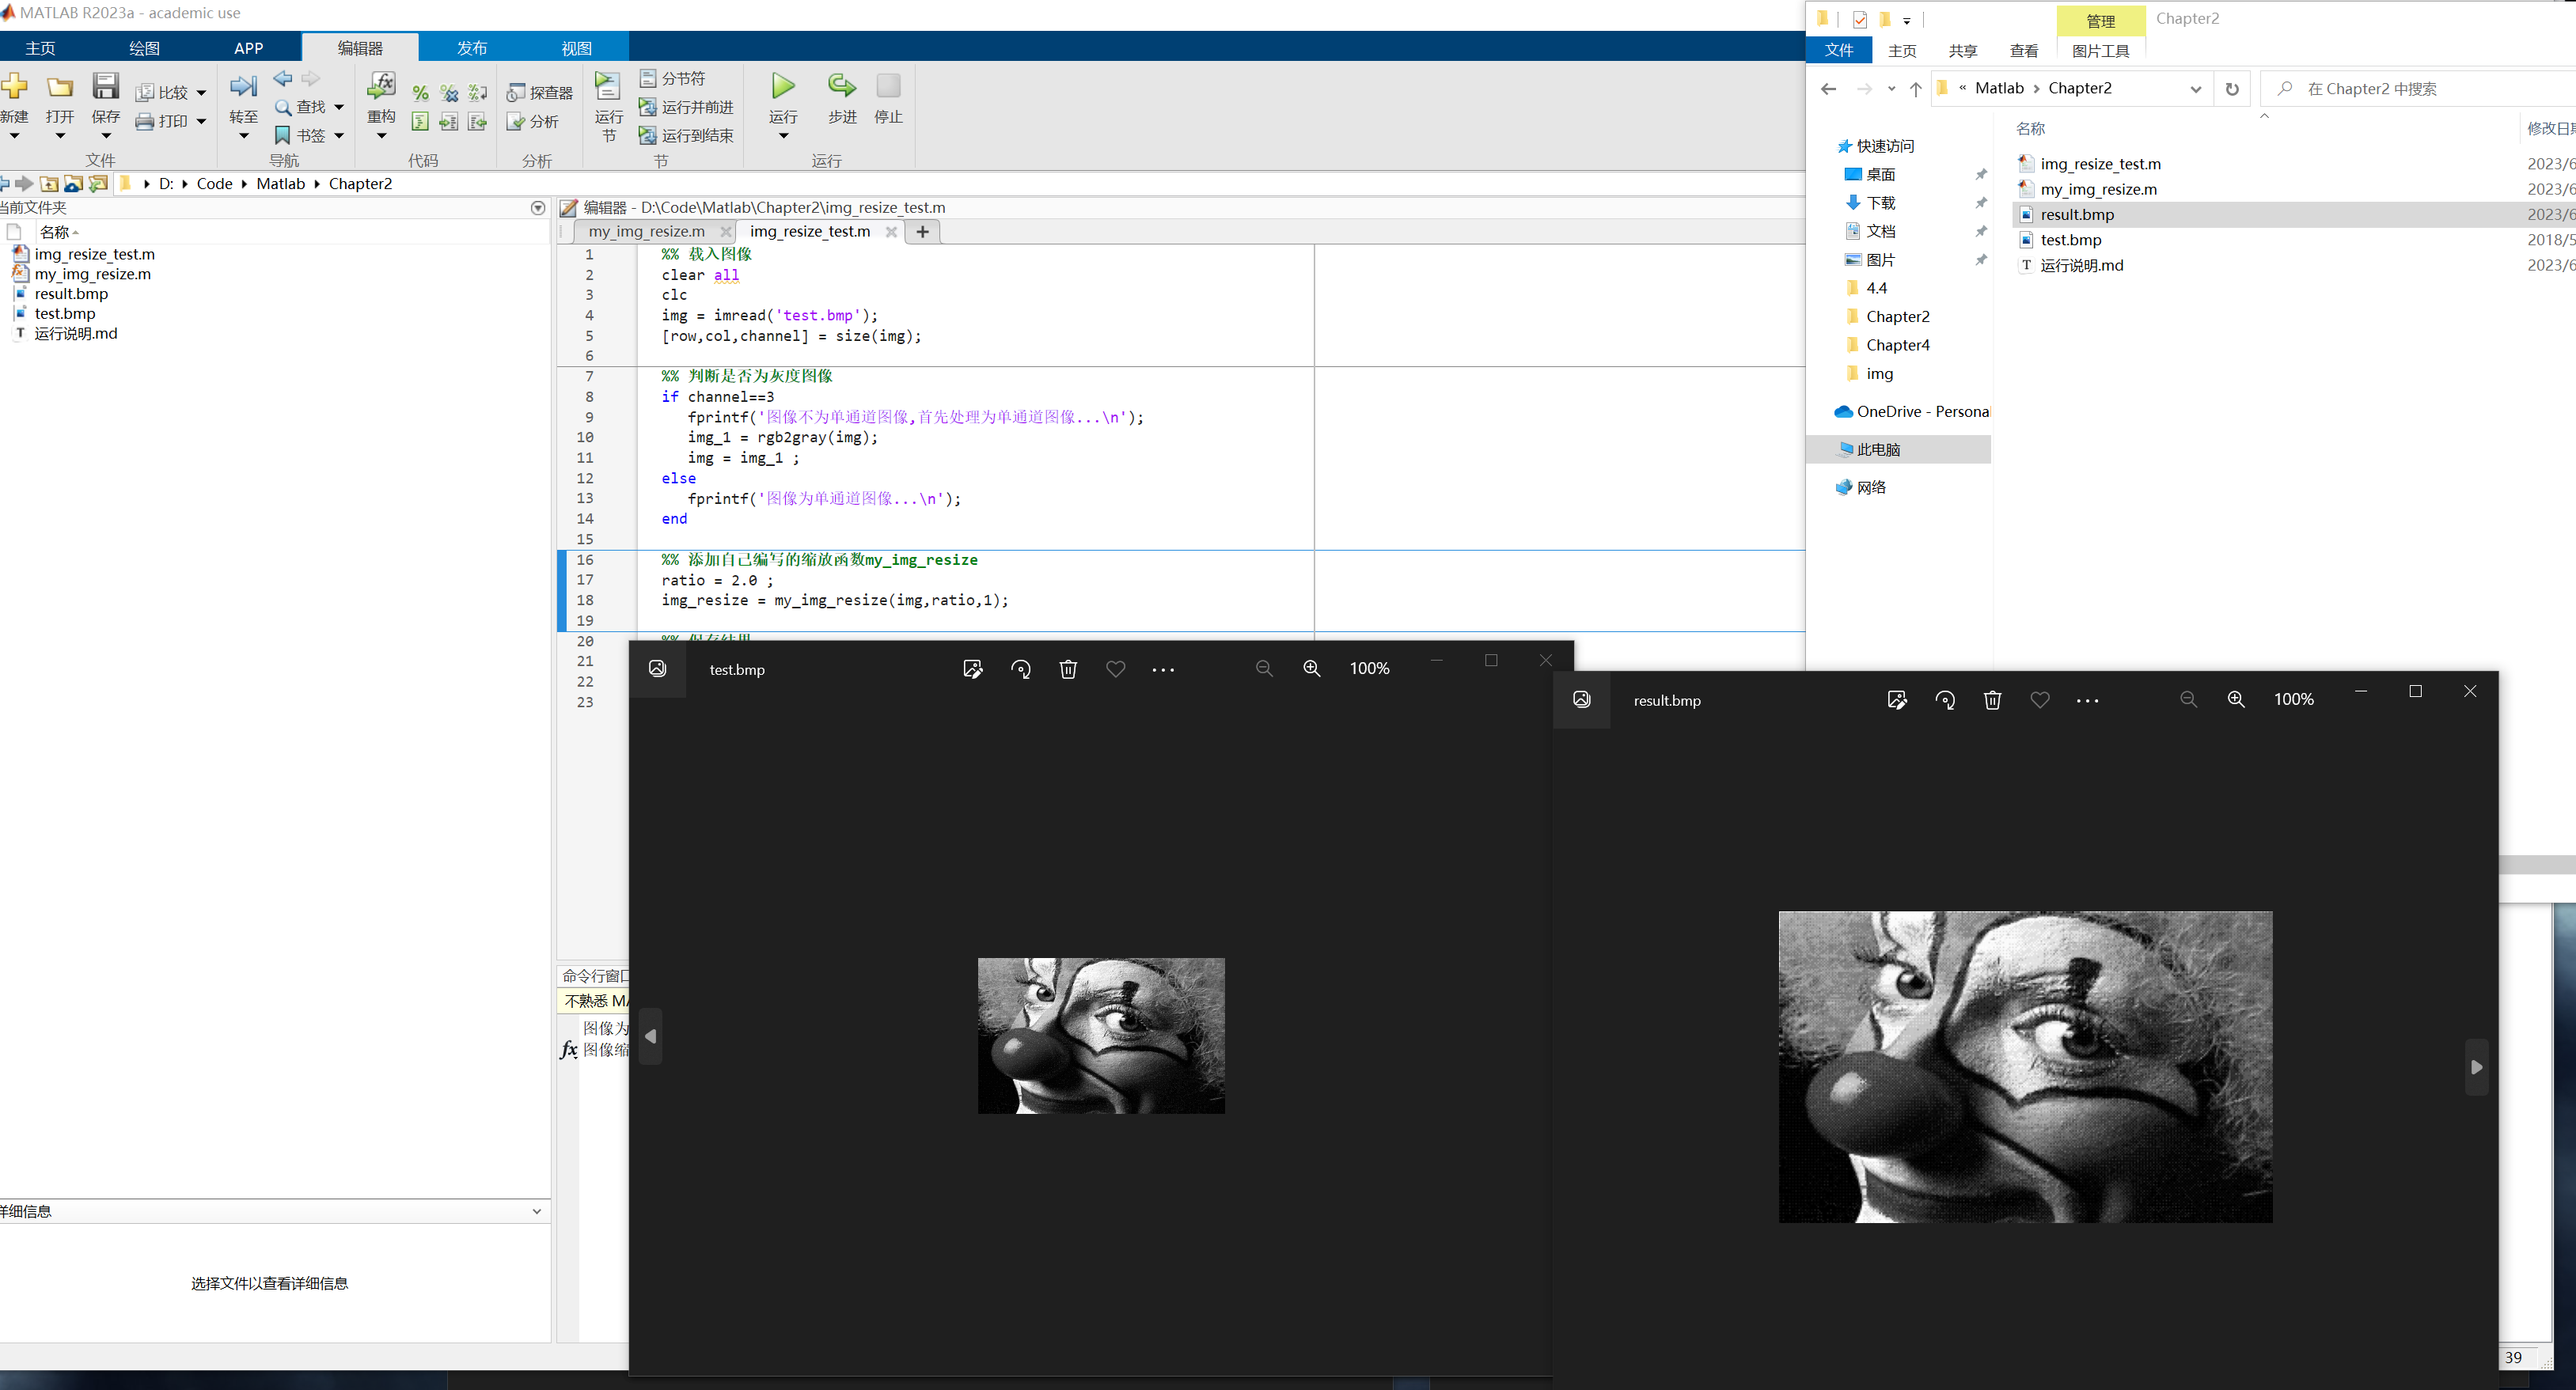 MATLAB R2023a - academic use
主页 绘图 APP 编辑器 发布 视图
新建 打开 保存 比较 打印
文件
转至 查找 书签
导航
重构
代码
探查器
分析
分析
运行节
分节符
运行并前进
运行到结束
节
运行 步进 停止
运行
D: Code Matlab Chapter2
当前文件夹
名称
img_resize_test.m
my_img_resize.m
result.bmp
test.bmp
运行说明.md
详细信息
选择文件以查看详细信息
编辑器 - D:\Code\Matlab\Chapter2\img_resize_test.m
my_img_resize.m img_resize_test.m
1 %% 载入图像
2 clear all
3 clc
4 img = imread('test.bmp');
5 [row,col,channel] = size(img);
6
7 %% 判断是否为灰度图像
8 if channel==3
9 fprintf('图像不为单通道图像,首先处理为单通道图像...\n');
10 img_1 = rgb2gray(img);
11 img = img_1 ;
12 else
13 fprintf('图像为单通道图像...\n');
14 end
15
16 %% 添加自己编写的缩放函数my_img_resize
17 ratio = 2.0 ;
18 img_resize = my_img_resize(img,ratio,1);
19
20 %% 保存结果
21
22
23
命令行窗口
不熟悉 MA
图像为
fx 图像缩
test.bmp
100%
result.bmp
100%
管理 Chapter2
文件 主页 共享 查看 图片工具
« Matlab › Chapter2
在 Chapter2 中搜索
快速访问
桌面
下载
文档
图片
4.4
Chapter2
Chapter4
img
OneDrive - Persona
此电脑
网络
名称 修改日
img_resize_test.m 2023/6
my_img_resize.m 2023/6
result.bmp 2023/6
test.bmp 2018/5
运行说明.md 2023/6
39